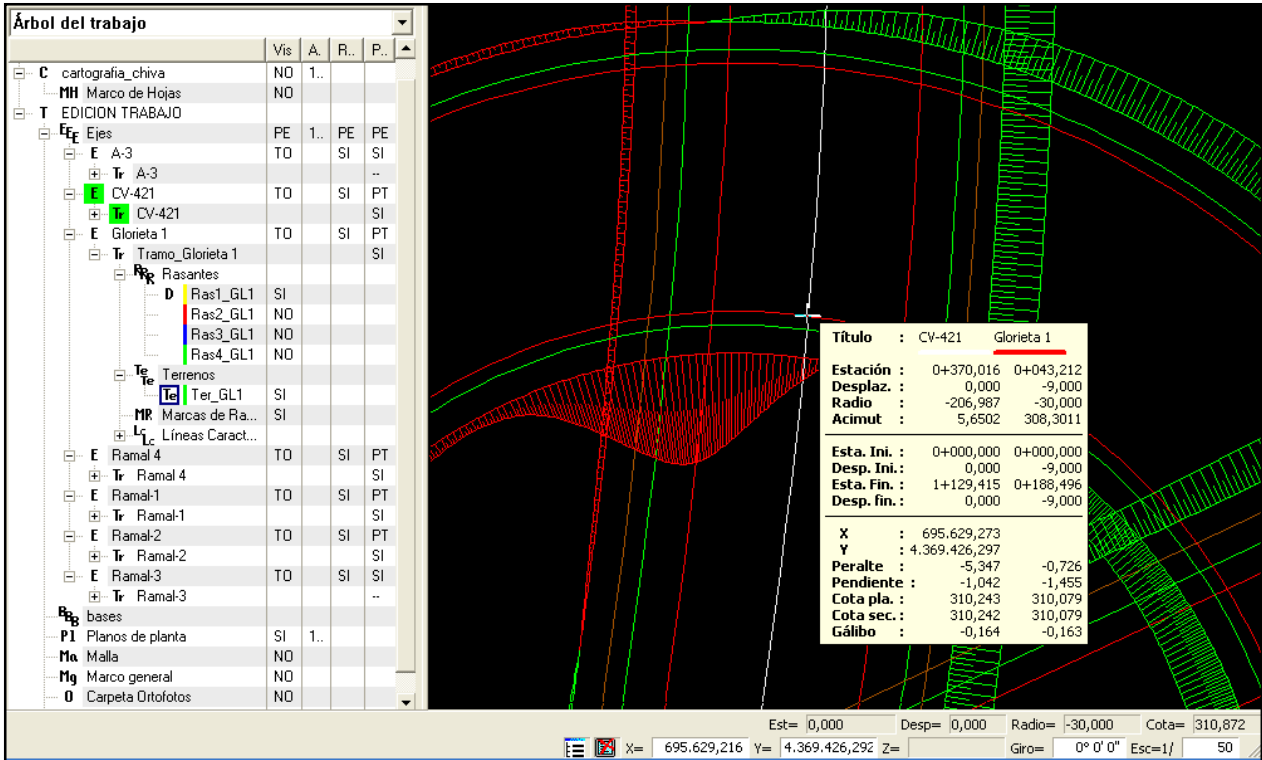 Árbol del trabajo
Vis A. R.. P..
C cartografia_chiva NO 1..
MH Marco de Hojas NO
T EDICION TRABAJO
EEE Ejes PE 1.. PE PE
E A-3 TO SI SI
Tr A-3 --
E CV-421 TO SI PT
Tr CV-421 SI
E Glorieta 1 TO SI PT
Tr Tramo_Glorieta 1 SI
RRR Rasantes
D Ras1_GL1 SI
Ras2_GL1 NO
Ras3_GL1 NO
Ras4_GL1 NO
Te Te Terrenos
Te Ter_GL1 SI
MR Marcas de Ra... SI
Lc Lc Líneas Caract...
E Ramal 4 TO SI PT
Tr Ramal 4 SI
E Ramal-1 TO SI PT
Tr Ramal-1 SI
E Ramal-2 TO SI PT
Tr Ramal-2 SI
E Ramal-3 TO SI SI
Tr Ramal-3 --
BBB bases
Pl Planos de planta SI 1..
Ma Malla NO
Mg Marco general NO
O Carpeta Ortofotos NO
Título : CV-421 Glorieta 1
Estación : 0+370,016 0+043,212
Desplaz. : 0,000 -9,000
Radio : -206,987 -30,000
Acimut : 5,6502 308,3011
Esta. Ini. : 0+000,000 0+000,000
Desp. Ini. : 0,000 -9,000
Esta. Fin. : 1+129,415 0+188,496
Desp. fin. : 0,000 -9,000
X : 695.629,273
Y : 4.369.426,297
Peralte : -5,347 -0,726
Pendiente : -1,042 -1,455
Cota pla. : 310,243 310,079
Cota sec. : 310,242 310,079
Gálibo : -0,164 -0,163
Est= 0,000 Desp= 0,000 Radio= -30,000 Cota= 310,872
X= 695.629,216 Y= 4.369.426,292 Z= Giro= 0° 0' 0" Esc=1/ 50